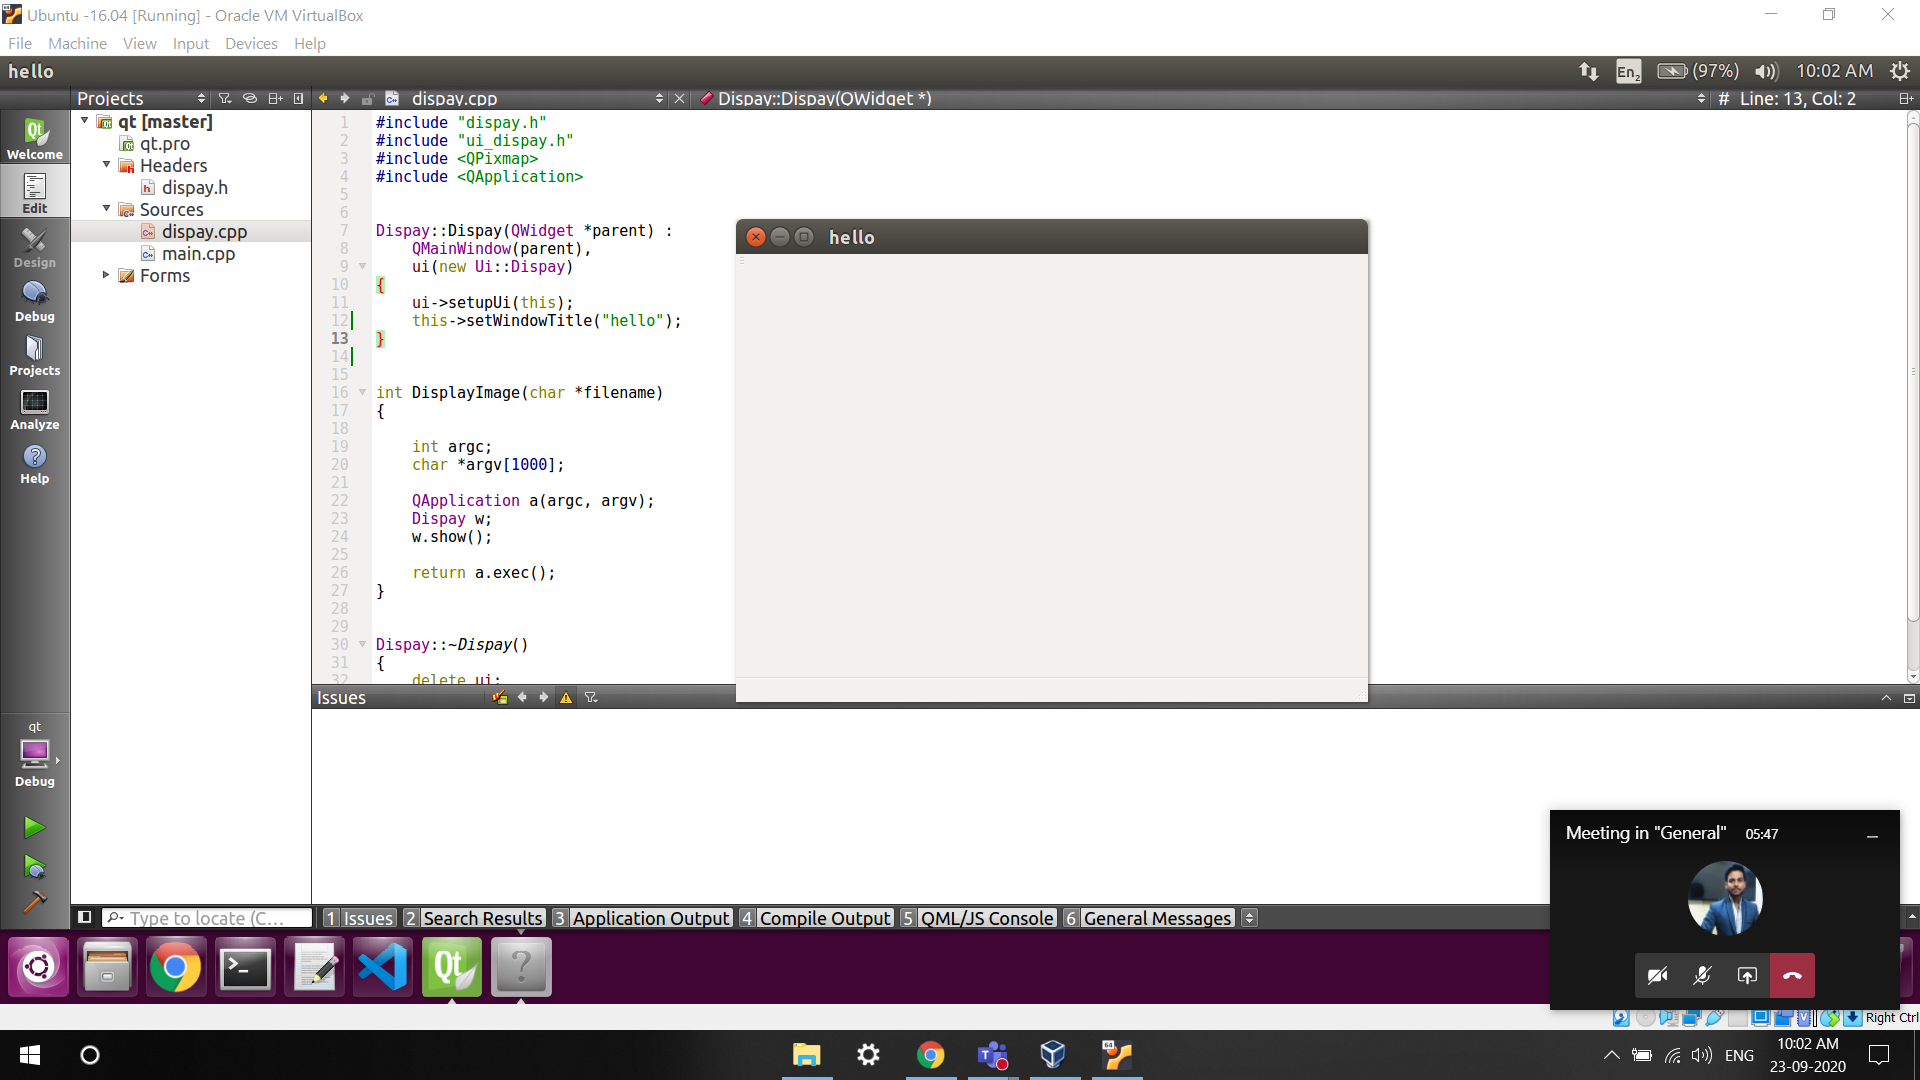 Ubuntu -16.04 [Running] - Oracle VM VirtualBox
File Machine View Input Devices Help
hello
En2 (97%) 10:02 AM
Projects
dispay.cpp
Dispay::Dispay(QWidget *)
# Line: 13, Col: 2
Welcome
Edit
Design
Debug
Projects
Analyze
Help
qt
Debug
qt [master]
qt.pro
Headers
dispay.h
Sources
dispay.cpp
main.cpp
Forms
1 #include "dispay.h"
2 #include "ui_dispay.h"
3 #include <QPixmap>
4 #include <QApplication>
5
6
7 Dispay::Dispay(QWidget *parent) :
8 QMainWindow(parent),
9 ui(new Ui::Dispay)
10 {
11 ui->setupUi(this);
12 this->setWindowTitle("hello");
13 }
14
15
16 int DisplayImage(char *filename)
17 {
18
19 int argc;
20 char *argv[1000];
21
22 QApplication a(argc, argv);
23 Dispay w;
24 w.show();
25
26 return a.exec();
27 }
28
29
30 Dispay::~Dispay()
31 {
32 delete ui;
hello
Issues
Type to locate (C...
1 Issues 2 Search Results 3 Application Output 4 Compile Output 5 QML/JS Console 6 General Messages
Meeting in "General" 05:47
Right Ctrl
ENG
10:02 AM
23-09-2020